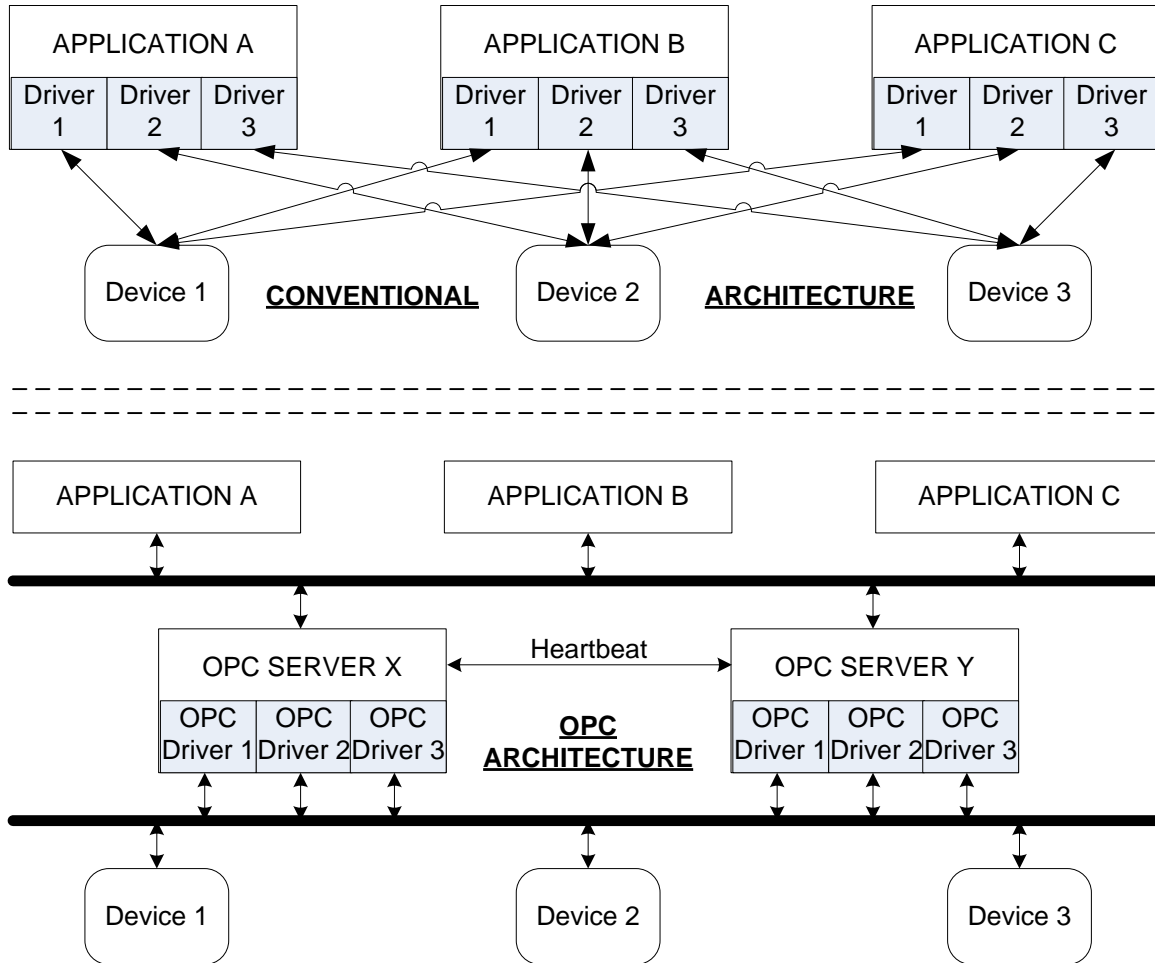 APPLICATION A
APPLICATION B
APPLICATION C
Driver 1
Driver 2
Driver 3
Driver 1
Driver 2
Driver 3
Driver 1
Driver 2
Driver 3
Device 1
CONVENTIONAL
Device 2
ARCHITECTURE
Device 3
APPLICATION A
APPLICATION B
APPLICATION C
OPC SERVER X
Heartbeat
OPC SERVER Y
OPC Driver 1
OPC Driver 2
OPC Driver 3
OPC
ARCHITECTURE
OPC Driver 1
OPC Driver 2
OPC Driver 3
Device 1
Device 2
Device 3